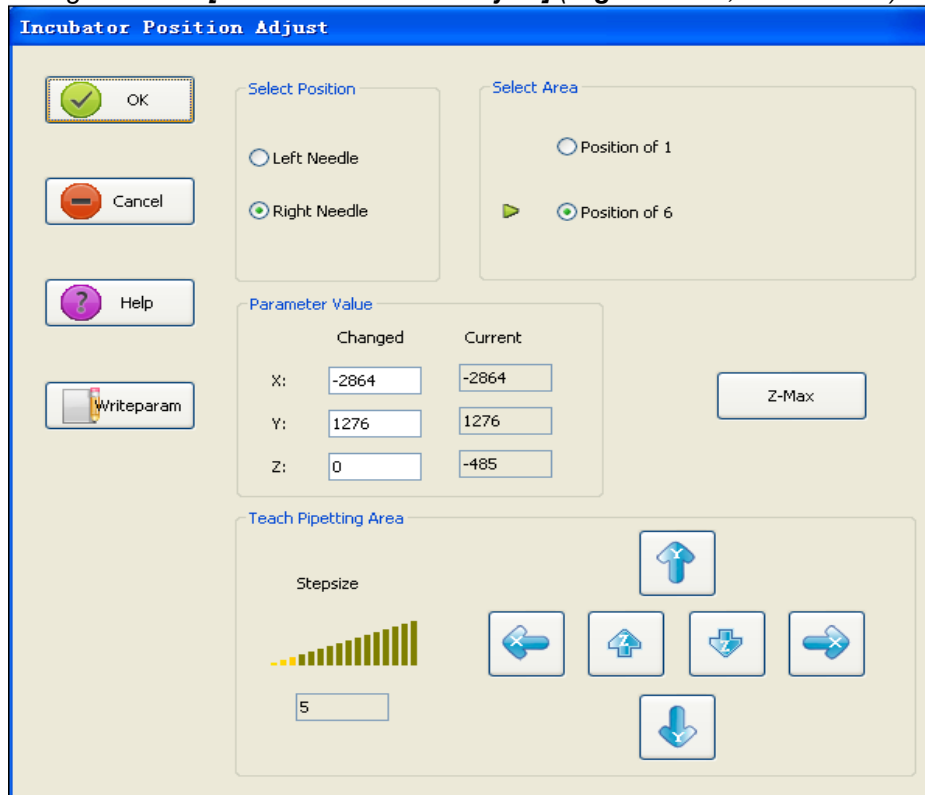 Incubator Position Adjust
OK
Cancel
Help
Writeparam
Select Position
Left Needle
Right Needle
Select Area
Position of 1
Position of 6
Parameter Value
Changed Current
X: -2864 -2864
Y: 1276 1276
Z: 0 -485
Z-Max
Teach Pipetting Area
Stepsize
5
Y
X Z Z X
Y